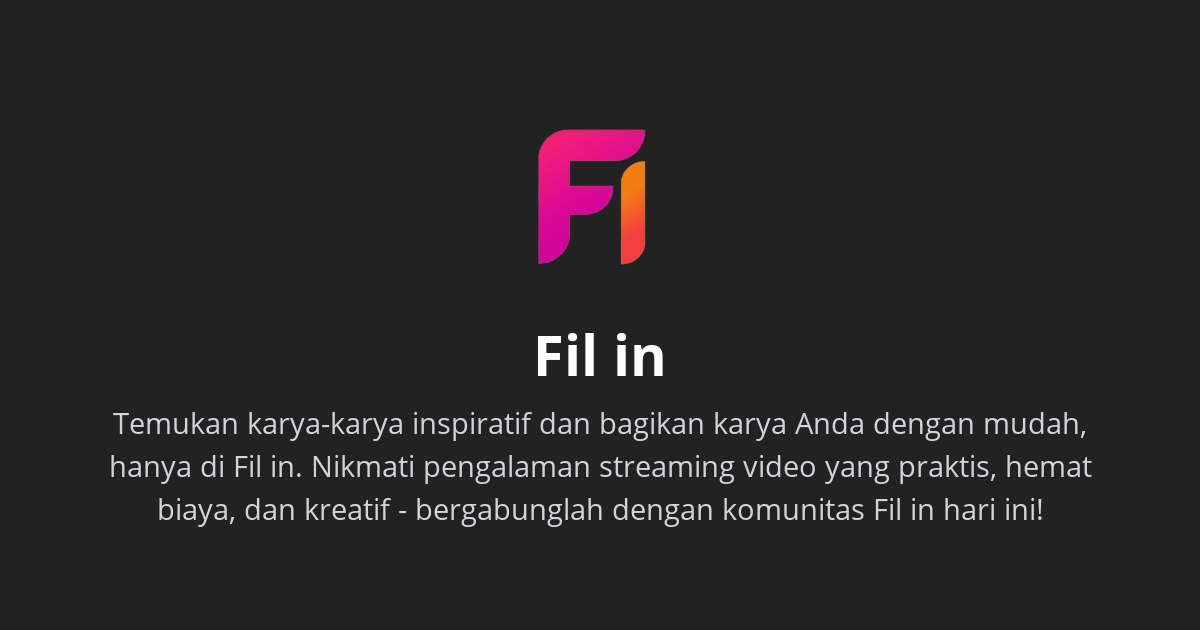 Fi
Fil in
Temukan karya-karya inspiratif dan bagikan karya Anda dengan mudah,
hanya di Fil in. Nikmati pengalaman streaming video yang praktis, hemat
biaya, dan kreatif - bergabunglah dengan komunitas Fil in hari ini!